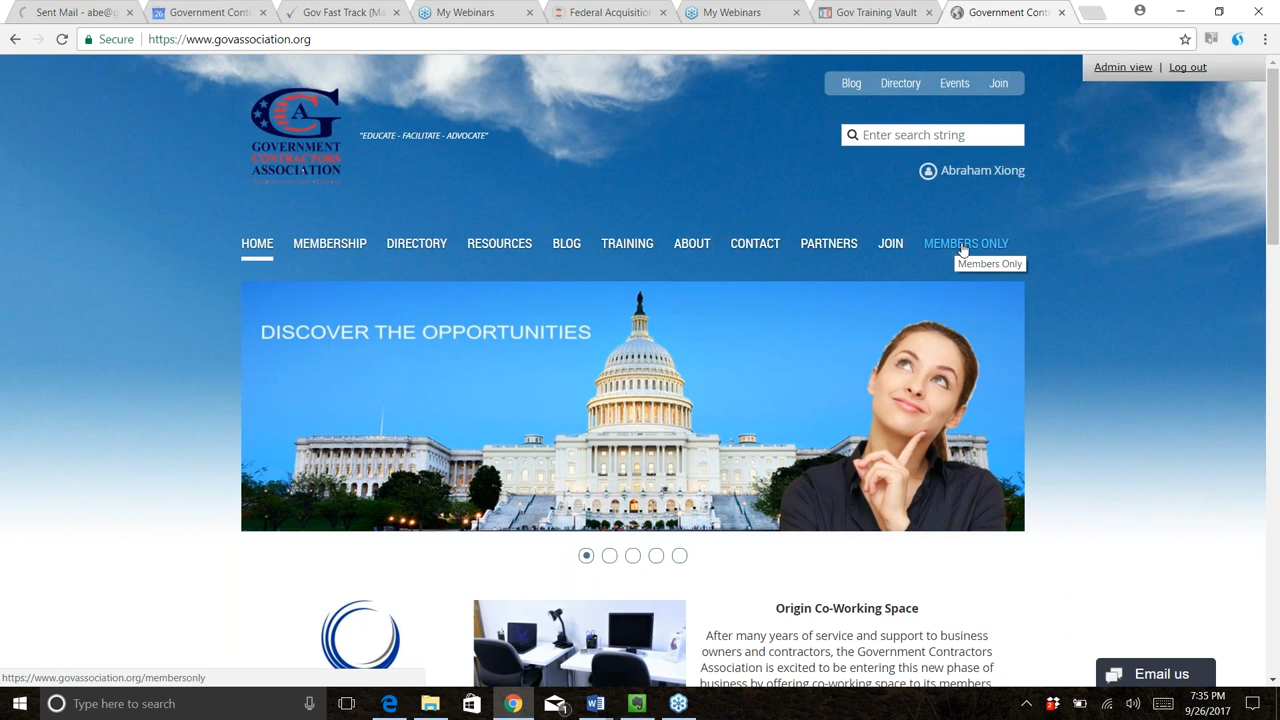 Sent Mail - abe@g
Government Cont
Gov Fast Track (Ma
My Webinars
Federal Acquisition
My Webinars
Gov Training Vault
Government Cont
Secure
https://www.govassociation.org
Admin view | Log out
Blog Directory Events Join
"EDUCATE - FACILITATE - ADVOCATE"
Enter search string
GOVERNMENT
CONTRACTORS
ASSOCIATION
Abraham Xiong
HOME MEMBERSHIP DIRECTORY RESOURCES BLOG TRAINING ABOUT CONTACT PARTNERS JOIN MEMBERS ONLY
Members Only
DISCOVER THE OPPORTUNITIES
Origin Co-Working Space
After many years of service and support to business
owners and contractors, the Government Contractors
Association is excited to be entering this new phase of
business by offering co-working space to its members
Email us
https://www.govassociation.org/membersonly
Type here to search
7:35 PM
9/26/2017